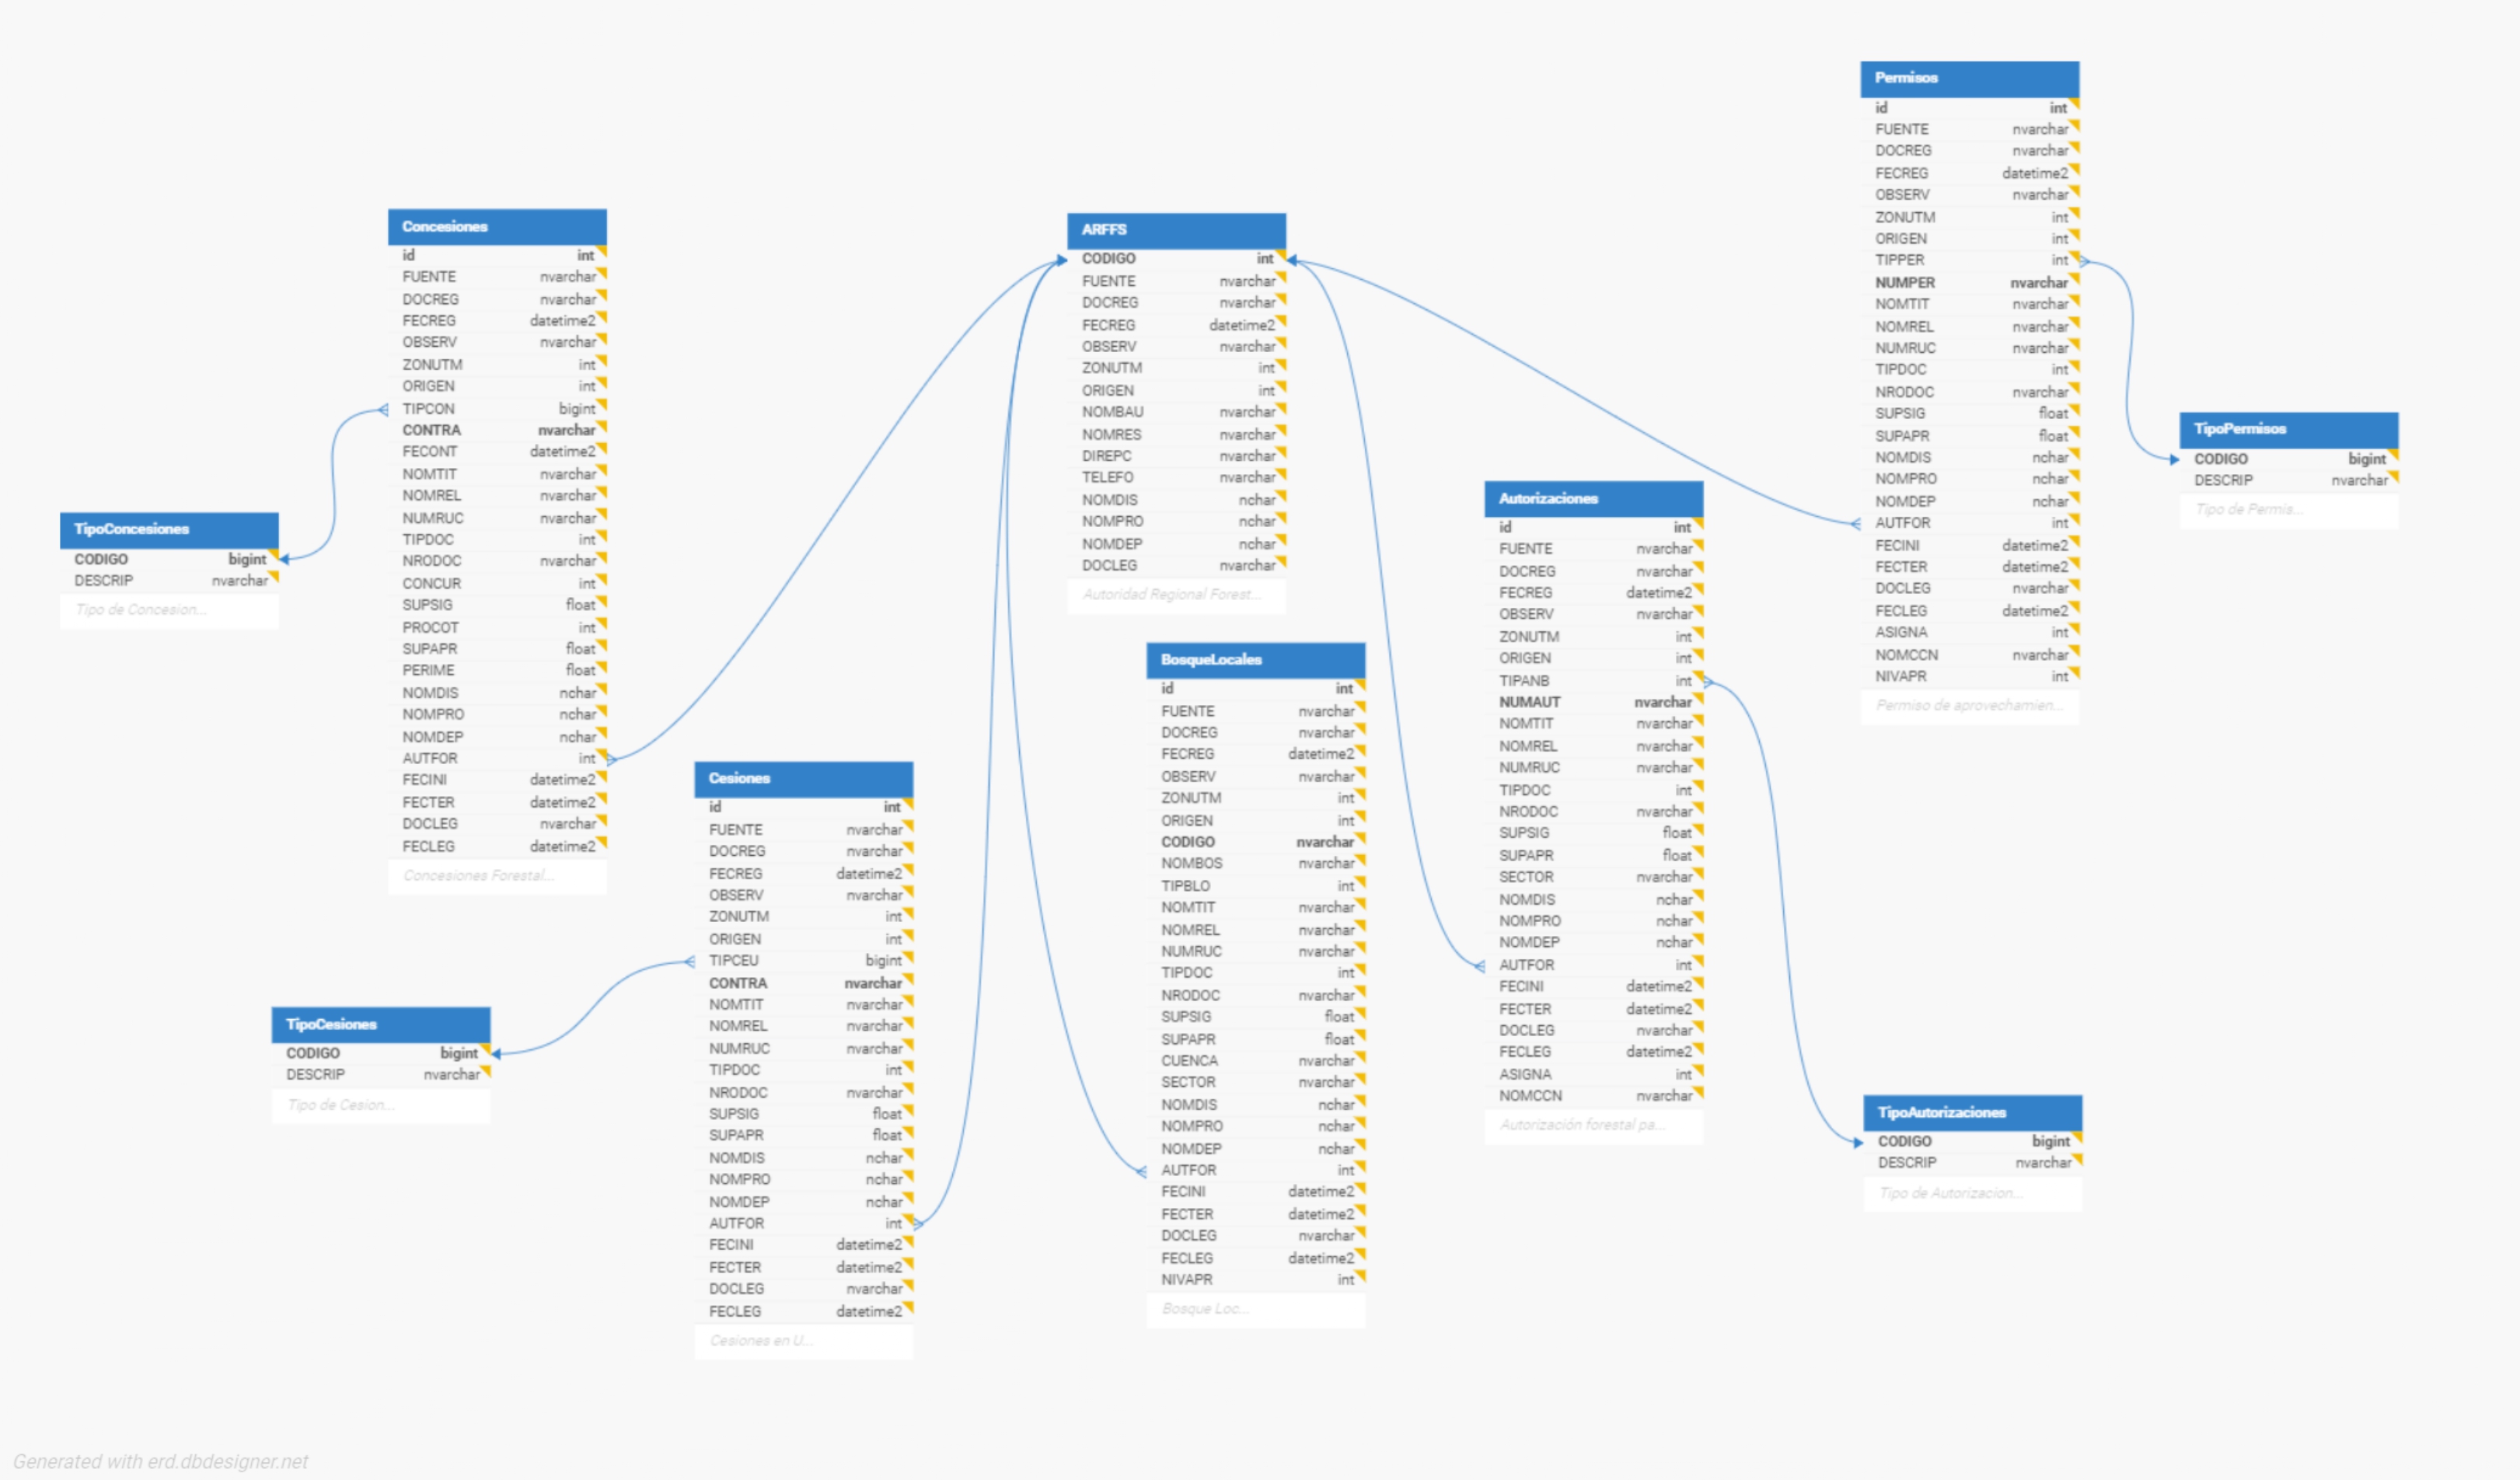 Concesiones
id int
FUENTE nvarchar
DOCREG nvarchar
FECREG datetime2
OBSERV nvarchar
ZONUTM int
ORIGEN int
TIPCON bigint
CONTRA nvarchar
FECONT datetime2
NOMTIT nvarchar
NOMREL nvarchar
NUMRUC nvarchar
TIPDOC int
NRODOC nvarchar
CONCUR int
SUPSIG float
PROCOT int
SUPAPR float
PERIME float
NOMDIS nchar
NOMPRO nchar
NOMDEP nchar
AUTFOR int
FECINI datetime2
FECTER datetime2
DOCLEG nvarchar
FECLEG datetime2
Concesiones Forestal...
TipoConcesiones
CODIGO bigint
DESCRIP nvarchar
Tipo de Concesion...
TipoCesiones
CODIGO bigint
DESCRIP nvarchar
Tipo de Cesion...
Cesiones
id int
FUENTE nvarchar
DOCREG nvarchar
FECREG datetime2
OBSERV nvarchar
ZONUTM int
ORIGEN int
TIPCEU bigint
CONTRA nvarchar
NOMTIT nvarchar
NOMREL nvarchar
NUMRUC nvarchar
TIPDOC int
NRODOC nvarchar
SUPSIG float
SUPAPR float
NOMDIS nchar
NOMPRO nchar
NOMDEP nchar
AUTFOR int
FECINI datetime2
FECTER datetime2
DOCLEG nvarchar
FECLEG datetime2
Cesiones en U...
ARFFS
CODIGO int
FUENTE nvarchar
DOCREG nvarchar
FECREG datetime2
OBSERV nvarchar
ZONUTM int
ORIGEN int
NOMBAU nvarchar
NOMRES nvarchar
DIREPC nvarchar
TELEFO nvarchar
NOMDIS nchar
NOMPRO nchar
NOMDEP nchar
DOCLEG nvarchar
Autoridad Regional Forest...
BosqueLocales
id int
FUENTE nvarchar
DOCREG nvarchar
FECREG datetime2
OBSERV nvarchar
ZONUTM int
ORIGEN int
CODIGO nvarchar
NOMBOS nvarchar
TIPBLO int
NOMTIT nvarchar
NOMREL nvarchar
NUMRUC nvarchar
TIPDOC int
NRODOC nvarchar
SUPSIG float
SUPAPR float
CUENCA nvarchar
SECTOR nvarchar
NOMDIS nchar
NOMPRO nchar
NOMDEP nchar
AUTFOR int
FECINI datetime2
FECTER datetime2
DOCLEG nvarchar
FECLEG datetime2
NIVAPR int
Bosque Loc...
Autorizaciones
id int
FUENTE nvarchar
DOCREG nvarchar
FECREG datetime2
OBSERV nvarchar
ZONUTM int
ORIGEN int
TIPANB int
NUMAUT nvarchar
NOMTIT nvarchar
NOMREL nvarchar
NUMRUC nvarchar
TIPDOC int
NRODOC nvarchar
SUPSIG float
SUPAPR float
SECTOR nvarchar
NOMDIS nchar
NOMPRO nchar
NOMDEP nchar
AUTFOR int
FECINI datetime2
FECTER datetime2
DOCLEG nvarchar
FECLEG datetime2
ASIGNA int
NOMCCN nvarchar
Autorización forestal pa...
Permisos
id int
FUENTE nvarchar
DOCREG nvarchar
FECREG datetime2
OBSERV nvarchar
ZONUTM int
ORIGEN int
TIPPER int
NUMPER nvarchar
NOMTIT nvarchar
NOMREL nvarchar
NUMRUC nvarchar
TIPDOC int
NRODOC nvarchar
SUPSIG float
SUPAPR float
NOMDIS nchar
NOMPRO nchar
NOMDEP nchar
AUTFOR int
FECINI datetime2
FECTER datetime2
DOCLEG nvarchar
FECLEG datetime2
ASIGNA int
NOMCCN nvarchar
NIVAPR int
Permiso de aprovechamien...
TipoPermisos
CODIGO bigint
DESCRIP nvarchar
Tipo de Permis...
TipoAutorizaciones
CODIGO bigint
DESCRIP nvarchar
Tipo de Autorizacion...
Generated with erd.dbdesigner.net